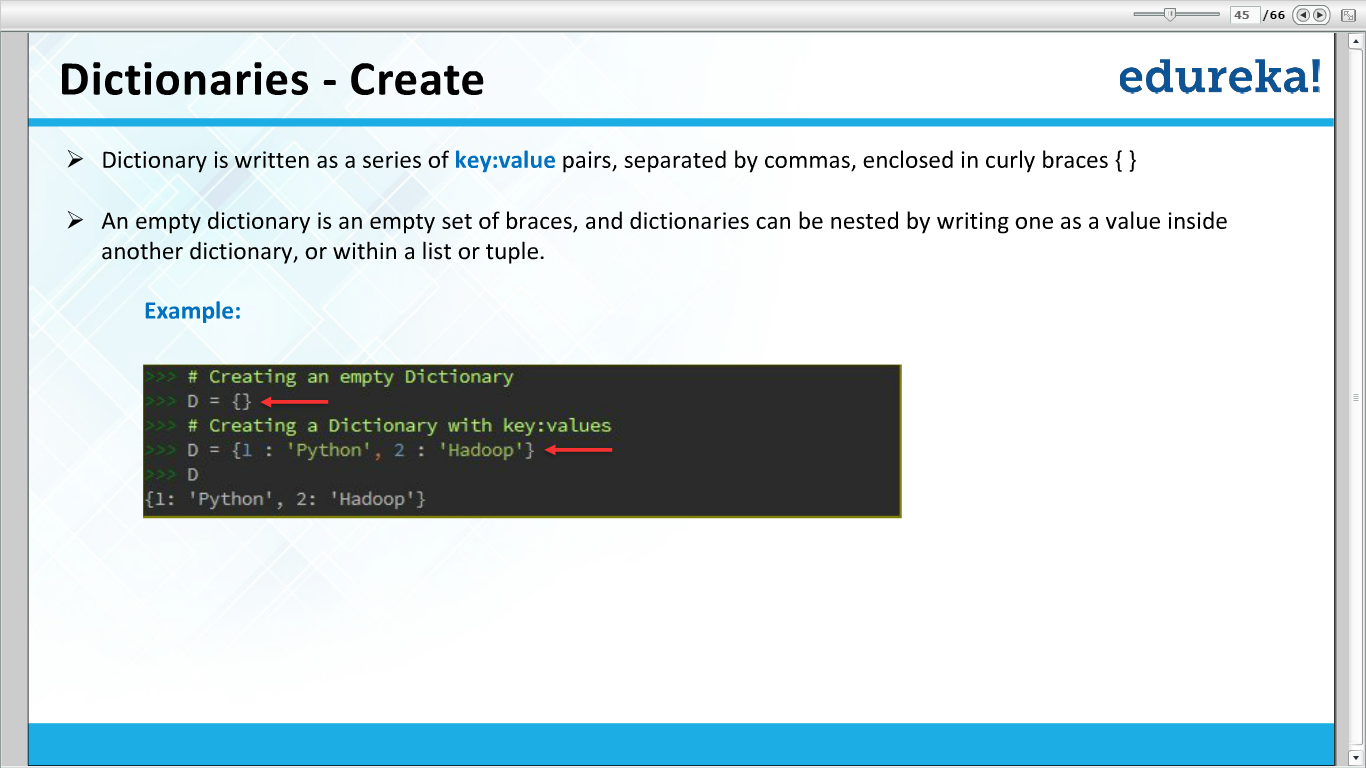 45 /66
Dictionaries - Create
edureka!
Dictionary is written as a series of key:value pairs, separated by commas, enclosed in curly braces { }
An empty dictionary is an empty set of braces, and dictionaries can be nested by writing one as a value inside
another dictionary, or within a list or tuple.
Example:
>>> # Creating an empty Dictionary
>>> D = {}
>>> # Creating a Dictionary with key:values
>>> D = {1 : 'Python', 2 : 'Hadoop'}
>>> D
{1: 'Python', 2: 'Hadoop'}